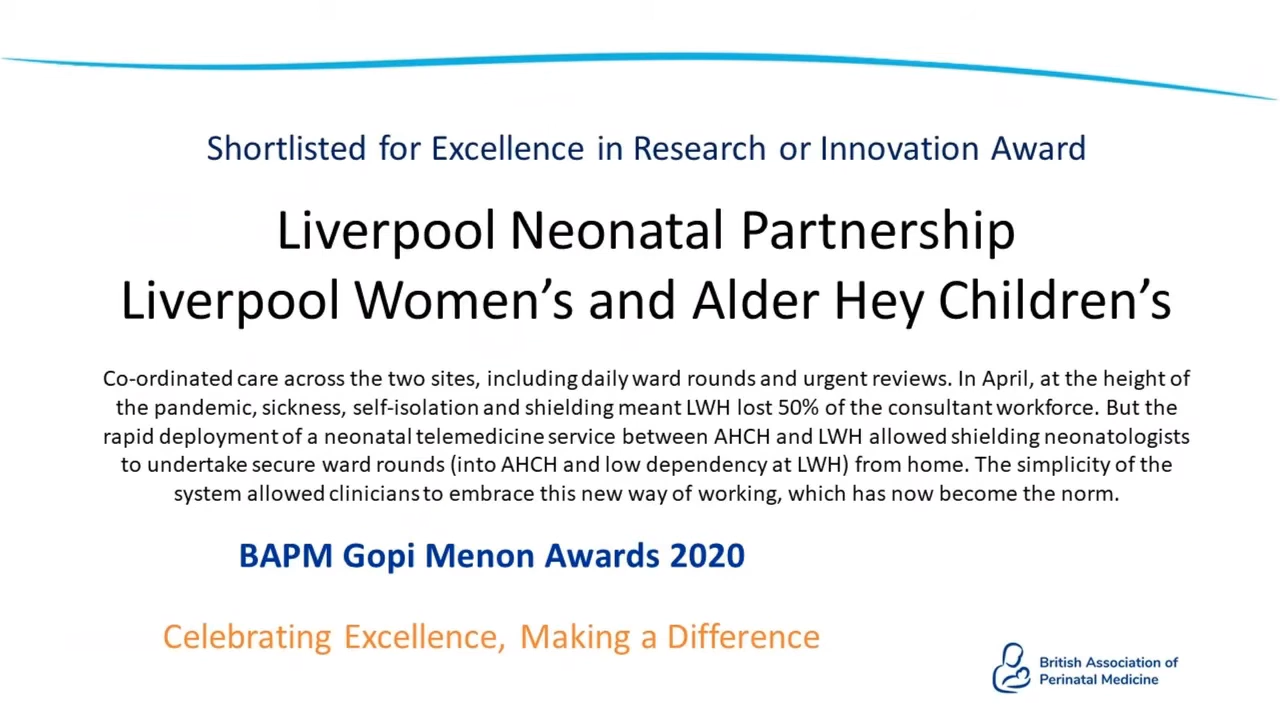 Shortlisted for Excellence in Research or Innovation Award
Liverpool Neonatal Partnership
Liverpool Women’s and Alder Hey Children’s
Co-ordinated care across the two sites, including daily ward rounds and urgent reviews. In April, at the height of
the pandemic, sickness, self-isolation and shielding meant LWH lost 50% of the consultant workforce. But the
rapid deployment of a neonatal telemedicine service between AHCH and LWH allowed shielding neonatologists
to undertake secure ward rounds (into AHCH and low dependency at LWH) from home. The simplicity of the
system allowed clinicians to embrace this new way of working, which has now become the norm.
BAPM Gopi Menon Awards 2020
Celebrating Excellence, Making a Difference
British Association of
Perinatal Medicine